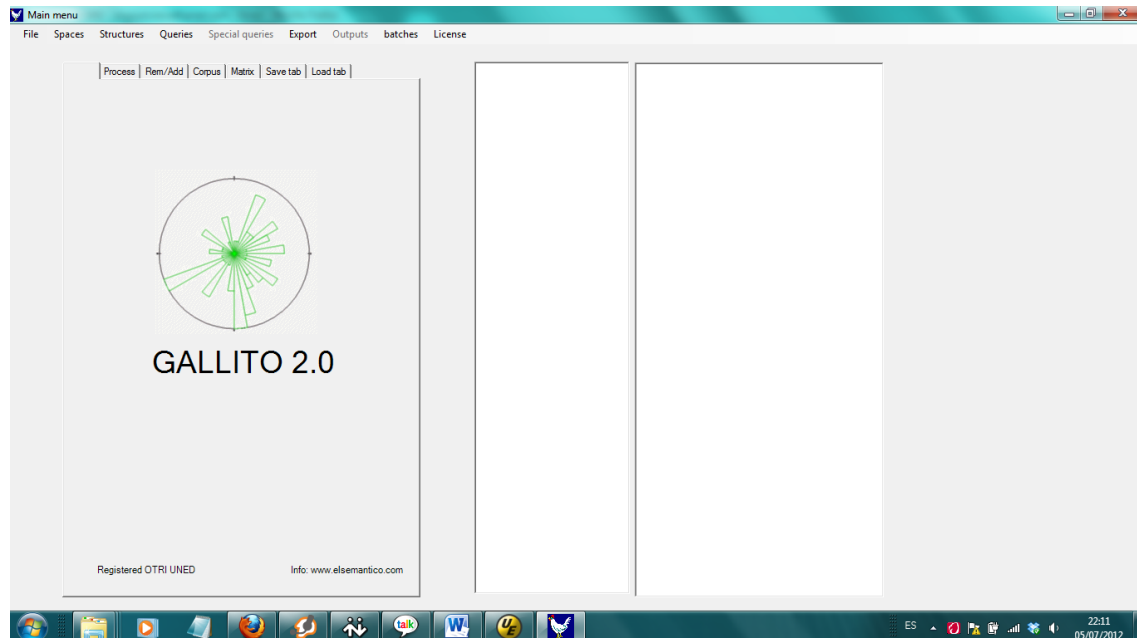 Main menu
File Spaces Structures Queries Special queries Export Outputs batches License
Process Rem/Add Corpus Matrix Save tab Load tab
GALLITO 2.0
Registered OTRI UNED Info: www.elsemantico.com
talk W UE
ES 22:11
05/07/2012